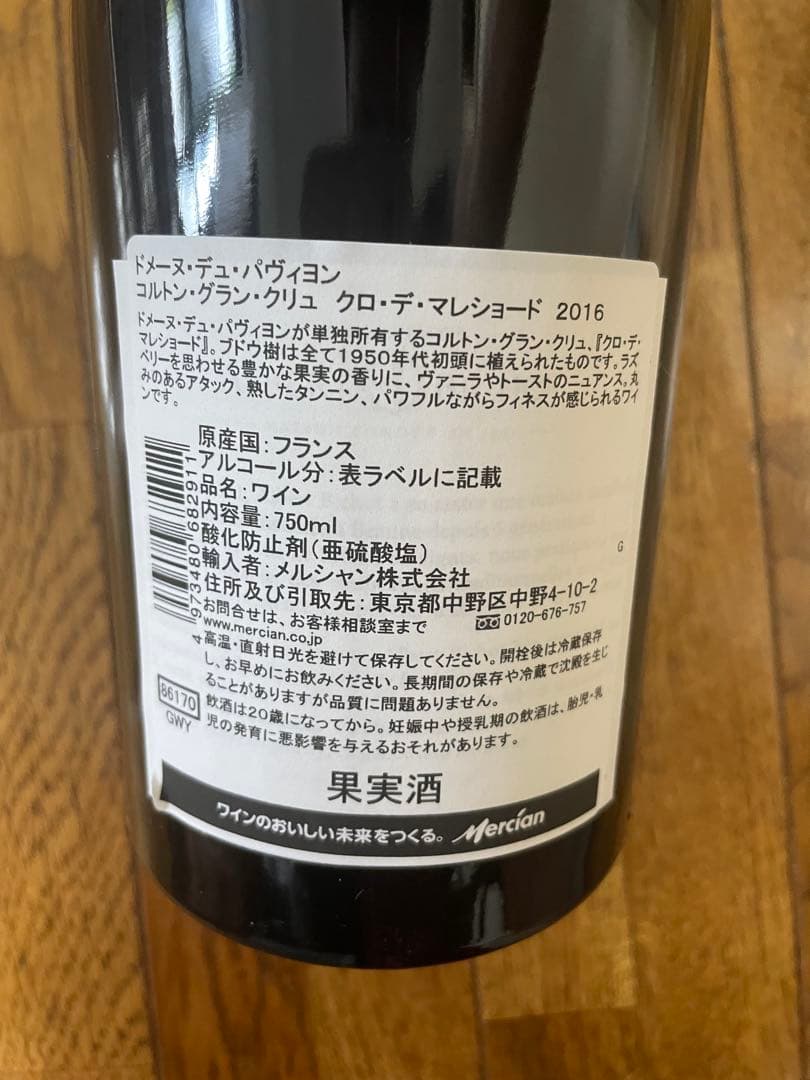 ドメーヌ・デュ・パヴィヨン
コルトン・グラン・クリュ　クロ・デ・マレショード　2016
ドメーヌ・デュ・パヴィヨンが単独所有するコルトン・グラン・クリュ、『クロ・デ・
マレショード』。ブドウ樹は全て1950年代初頭に植えられたものです。ラズ
ベリーを思わせる豊かな果実の香りに、ヴァニラやトーストのニュアンス。丸
みのあるアタック、熟したタンニン、パワフルながらフィネスが感じられるワイ
ンです。
原産国：フランス
アルコール分：表ラベルに記載
品名：ワイン
内容量：750ml
酸化防止剤（亜硫酸塩）
G
輸入者：メルシャン株式会社
住所及び引取先：東京都中野区中野4-10-2
お問合せは、お客様相談室まで　0120-676-757
www.mercian.co.jp
4 973480 682911
高温・直射日光を避けて保存してください。開栓後は冷蔵保存
し、お早めにお飲みください。長期間の保存や冷蔵で沈殿を生じ
ることがありますが品質に問題ありません。
86170
GWY
飲酒は20歳になってから。妊娠中や授乳期の飲酒は、胎児・乳
児の発育に悪影響を与えるおそれがあります。
果実酒
ワインのおいしい未来をつくる。 Mercian